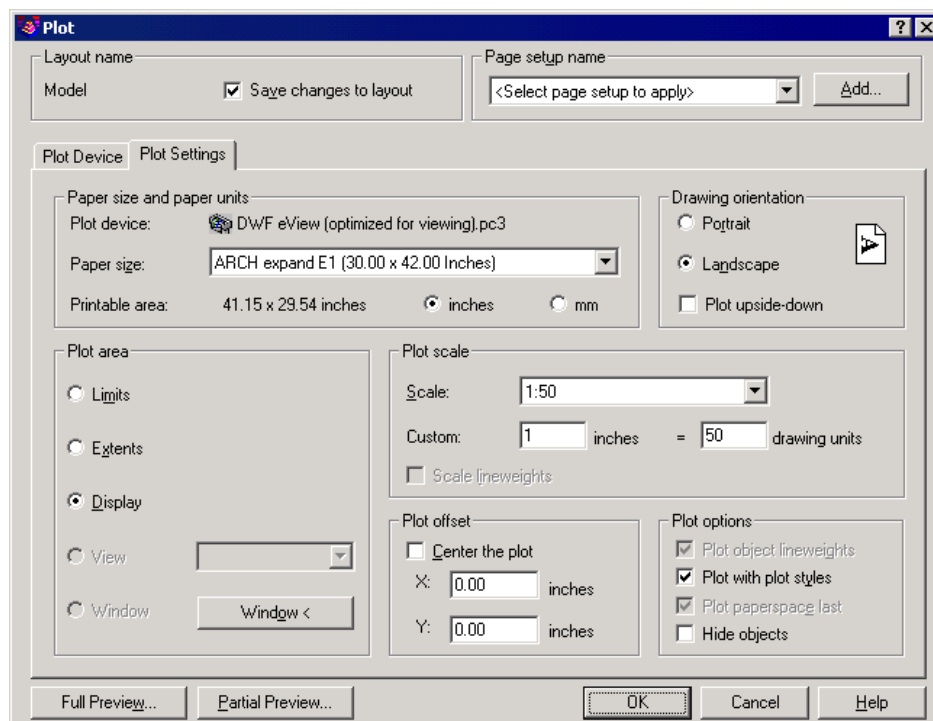 Plot
Layout name
Model
Save changes to layout
Page setup name
<Select page setup to apply>
Add...
Plot Device
Plot Settings
Paper size and paper units
Plot device: DWF eView (optimized for viewing).pc3
Paper size: ARCH expand E1 (30.00 x 42.00 Inches)
Printable area: 41.15 x 29.54 inches inches mm
Drawing orientation
Portrait
Landscape
Plot upside-down
A
Plot area
Limits
Extents
Display
View
Window
Window <
Plot scale
Scale: 1:50
Custom: 1 inches = 50 drawing units
Scale lineweights
Plot offset
Center the plot
X: 0.00 inches
Y: 0.00 inches
Plot options
Plot object lineweights
Plot with plot styles
Plot paperspace last
Hide objects
Full Preview...
Partial Preview...
OK
Cancel
Help